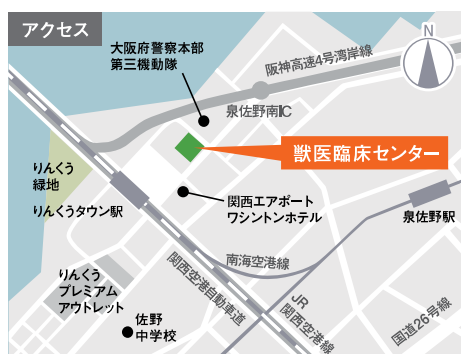 アクセス
N
大阪府警察本部
第三機動隊
阪神高速4号湾岸線
泉佐野南IC
獣医臨床センター
りんくう
緑地
りんくうタウン駅
関西エアポート
ワシントンホテル
泉佐野駅
南海空港線
関西空港自動車道
りんくう
プレミアム
アウトレット
JR
関西空港線
国道26号線
佐野
中学校